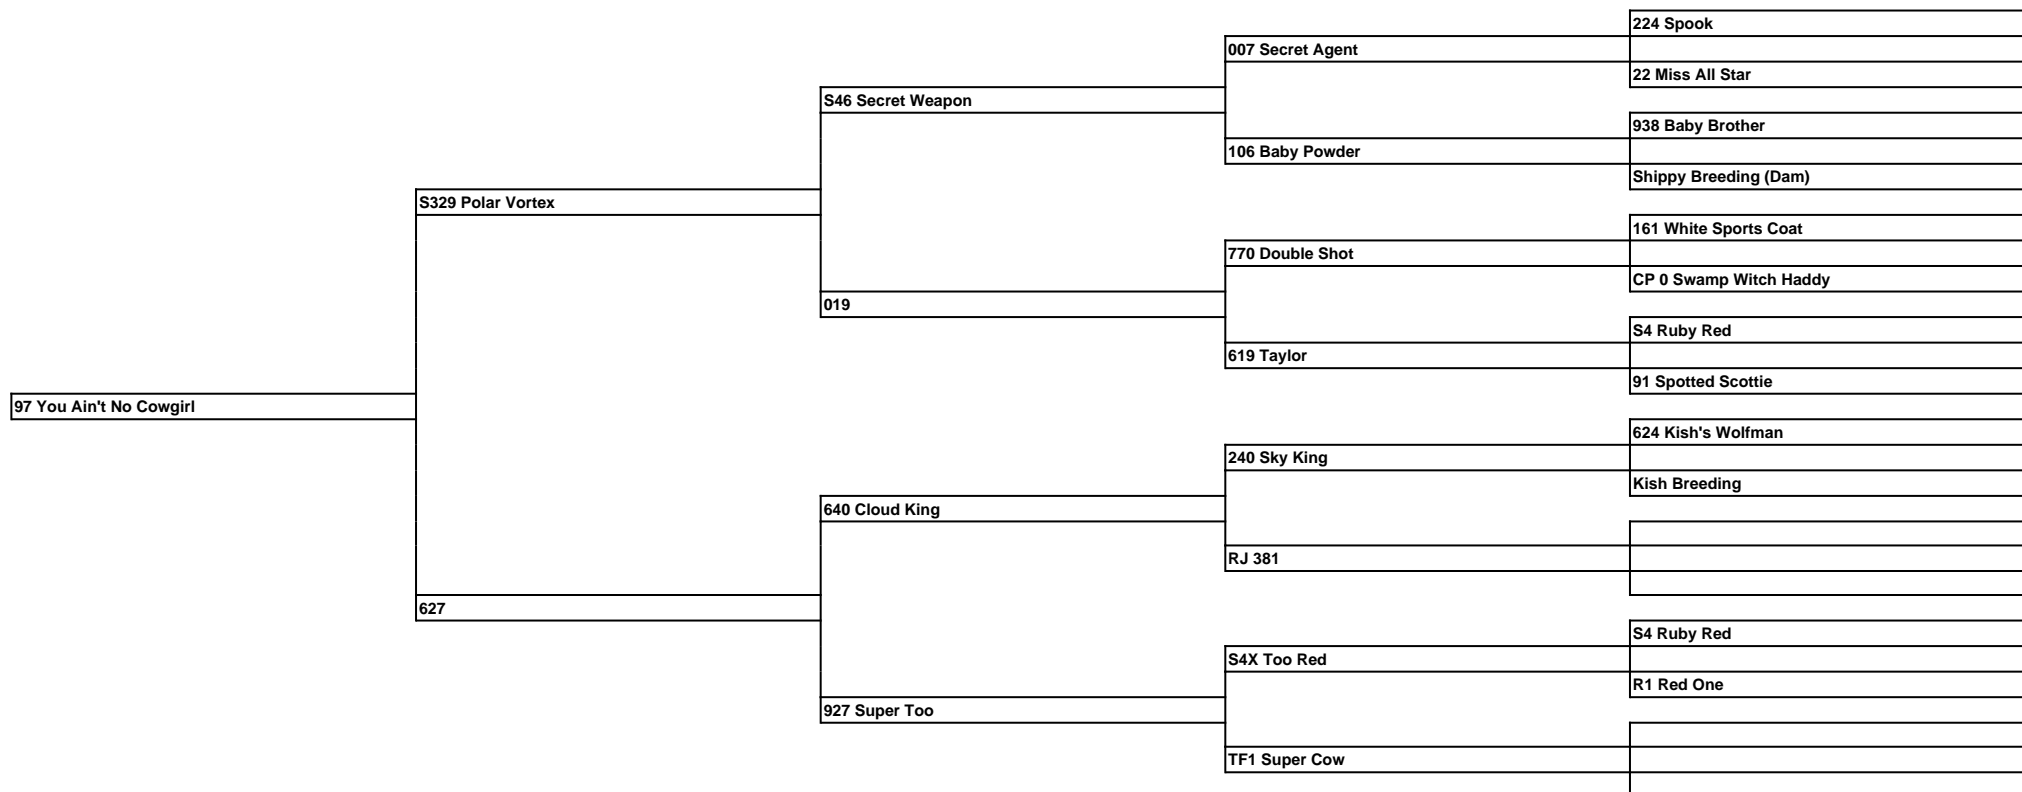 224 Spook
007 Secret Agent
22 Miss All Star
S46 Secret Weapon
938 Baby Brother
106 Baby Powder
Shippy Breeding (Dam)
S329 Polar Vortex
161 White Sports Coat
770 Double Shot
CP 0 Swamp Witch Haddy
019
S4 Ruby Red
619 Taylor
91 Spotted Scottie
97 You Ain't No Cowgirl
624 Kish's Wolfman
240 Sky King
Kish Breeding
640 Cloud King
RJ 381
627
S4 Ruby Red
S4X Too Red
R1 Red One
927 Super Too
TF1 Super Cow